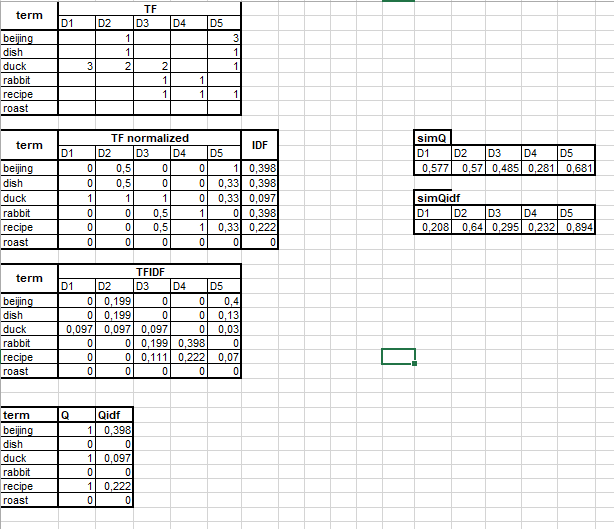 term TF
D1 D2 D3 D4 D5
beijing 1 3
dish 1 1
duck 3 2 2 1
rabbit 1 1
recipe 1 1 1
roast
term TF normalized IDF
D1 D2 D3 D4 D5
beijing 0 0,5 0 0 1 0,398
dish 0 0,5 0 0 0,33 0,398
duck 1 1 1 0 0,33 0,097
rabbit 0 0 0,5 1 0 0,398
recipe 0 0 0,5 1 0,33 0,222
roast 0 0 0 0 0 0
simQ
D1 D2 D3 D4 D5
0,577 0,57 0,485 0,281 0,681
simQidf
D1 D2 D3 D4 D5
0,208 0,64 0,295 0,232 0,894
term TFIDF
D1 D2 D3 D4 D5
beijing 0 0,199 0 0 0,4
dish 0 0,199 0 0 0,13
duck 0,097 0,097 0,097 0 0,03
rabbit 0 0 0,199 0,398 0
recipe 0 0 0,111 0,222 0,07
roast 0 0 0 0 0
term Q Qidf
beijing 1 0,398
dish 0 0
duck 1 0,097
rabbit 0 0
recipe 1 0,222
roast 0 0